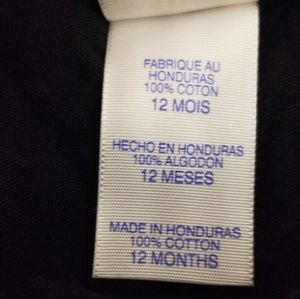 FABRIQUE AU
HONDURAS
100% COTON
12 MOIS
HECHO EN HONDURAS
100% ALGODON
12 MESES
MADE IN HONDURAS
100% COTTON
12 MONTHS